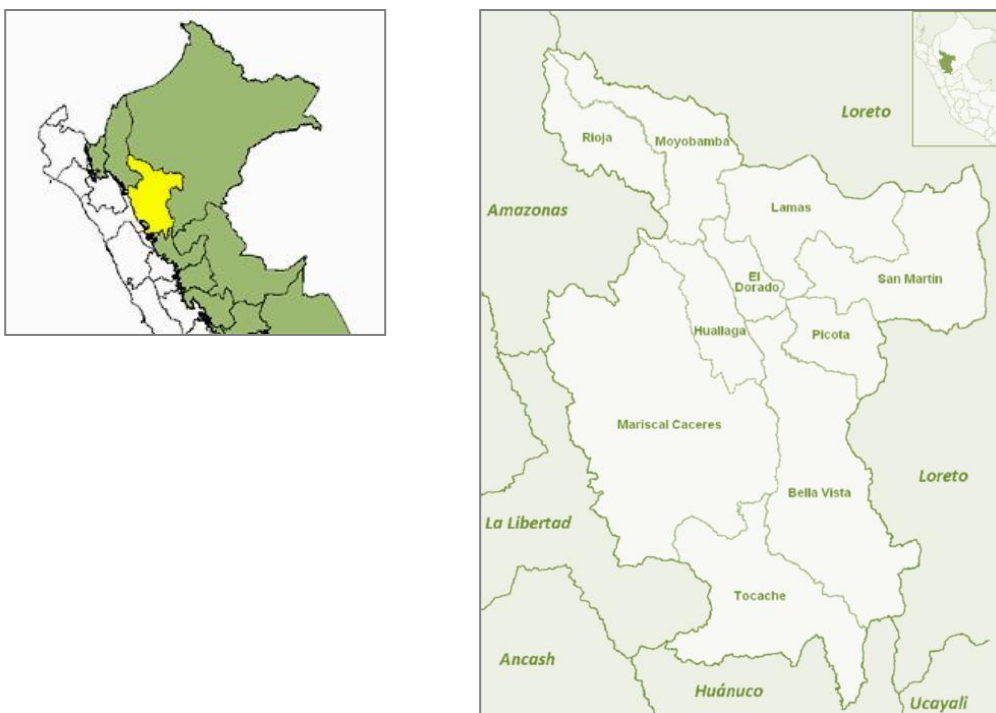 Loreto
Rioja
Moyobamba
Amazonas
Lamas
El
Dorado
San Martín
Huallaga
Picota
Mariscal Caceres
Loreto
Bella Vista
La Libertad
Tocache
Ancash
Huánuco
Ucayali